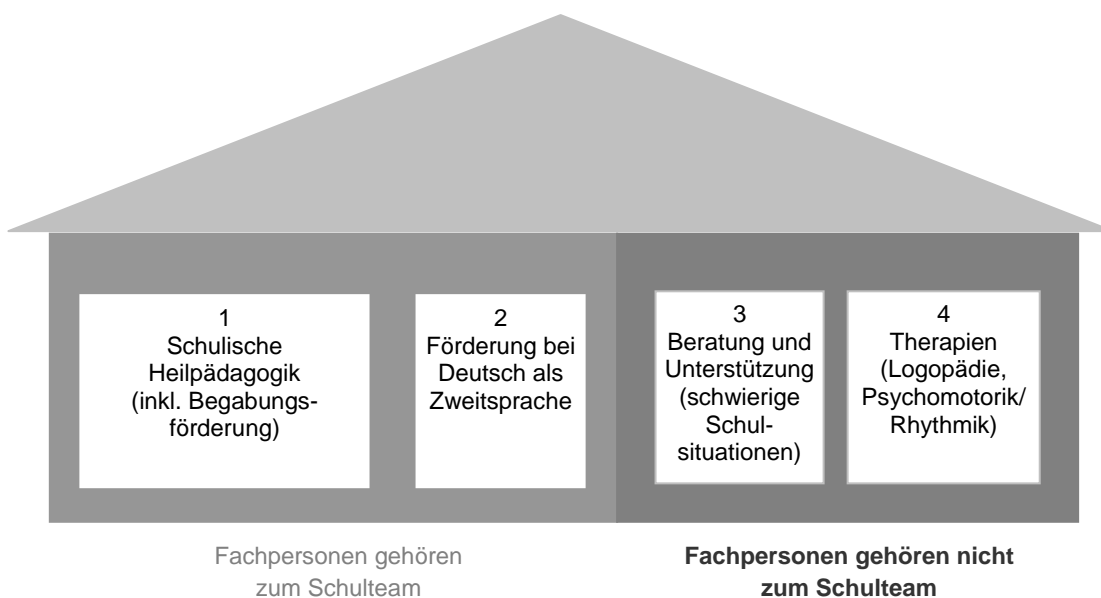 1
Schulische
Heilpädagogik
(inkl. Begabungs-
förderung)
2
Förderung bei
Deutsch als
Zweitsprache
3
Beratung und
Unterstützung
(schwierige
Schul-
situationen)
4
Therapien
(Logopädie,
Psychomotorik/
Rhythmik)
Fachpersonen gehören
zum Schulteam
Fachpersonen gehören nicht
zum Schulteam